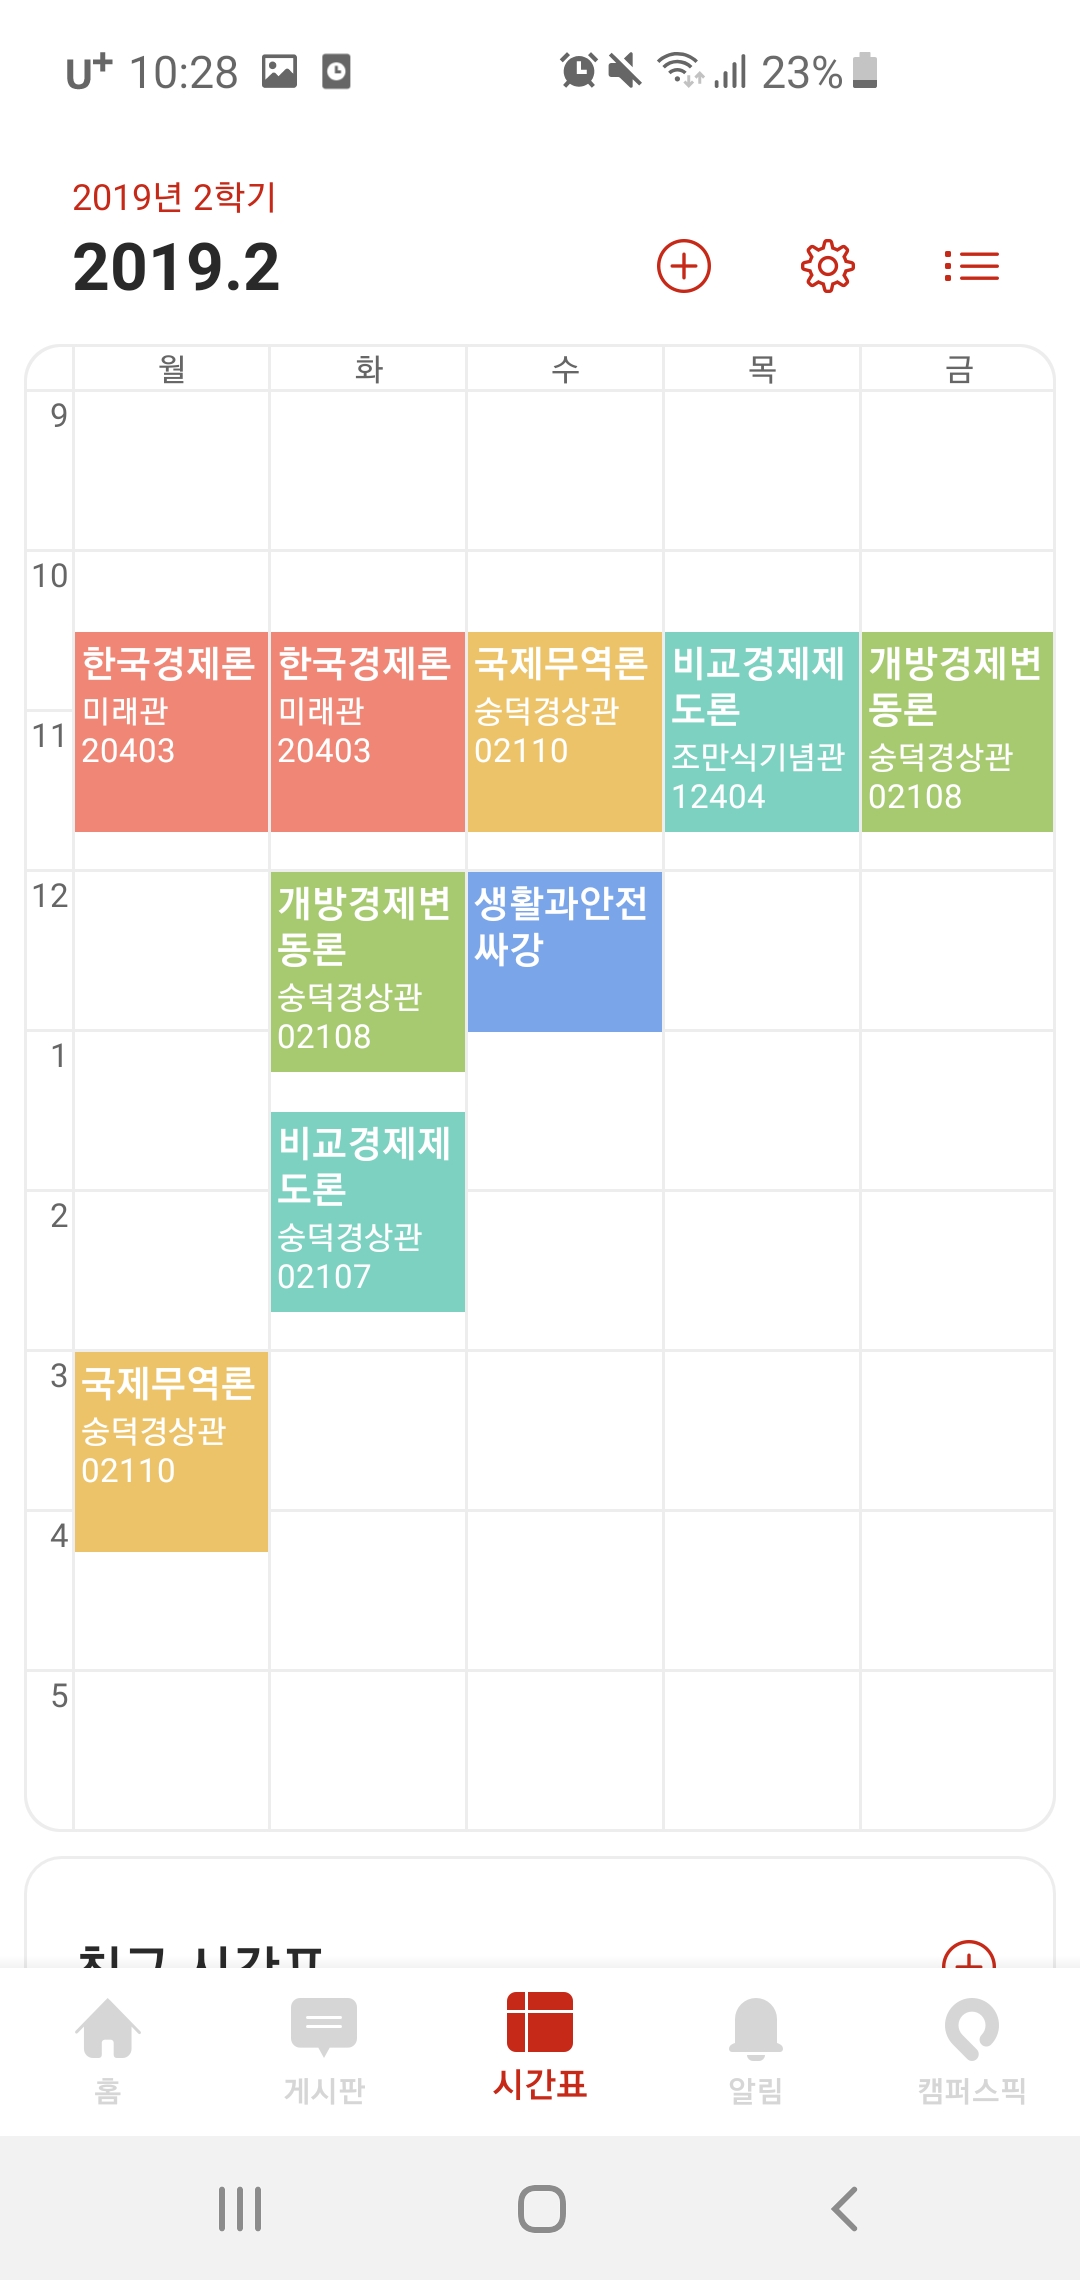 U+ 10:28 23%
2019년 2학기
2019.2
월 화 수 목 금
9
10
한국경제론
미래관
20403
한국경제론
미래관
20403
국제무역론
숭덕경상관
02110
비교경제제
도론
조만식기념관
12404
개방경제변
동론
숭덕경상관
02108
11
12
개방경제변
동론
숭덕경상관
02108
생활과안전
싸강
1
비교경제제
도론
숭덕경상관
02107
2
3
국제무역론
숭덕경상관
02110
4
5
친구 시간표
홈 게시판 시간표 알림 캠퍼스픽